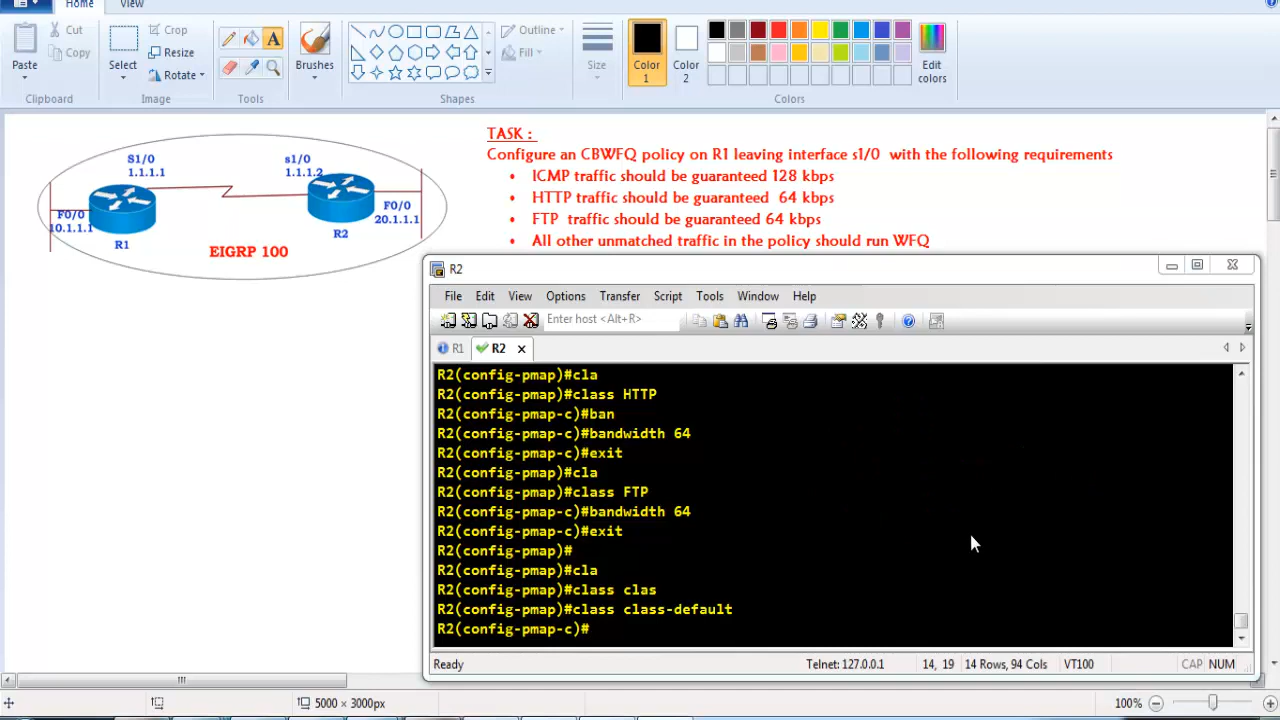 Home
View
Paste
Cut
Copy
Clipboard
Select
Crop
Resize
Rotate
Image
Tools
Brushes
Shapes
Outline
Fill
Size
Color
1
Color
2
Edit
colors
Colors
S1/0
1.1.1.1
s1/0
1.1.1.2
F0/0
10.1.1.1
R1
F0/0
20.1.1.1
R2
EIGRP 100
TASK :
Configure an CBWFQ policy on R1 leaving interface s1/0 with the following requirements
• ICMP traffic should be guaranteed 128 kbps
• HTTP traffic should be guaranteed 64 kbps
• FTP traffic should be guaranteed 64 kbps
• All other unmatched traffic in the policy should run WFQ
R2
File Edit View Options Transfer Script Tools Window Help
Enter host <Alt+R>
R1
R2
R2(config-pmap)#cla
R2(config-pmap)#class HTTP
R2(config-pmap-c)#ban
R2(config-pmap-c)#bandwidth 64
R2(config-pmap-c)#exit
R2(config-pmap)#cla
R2(config-pmap)#class FTP
R2(config-pmap-c)#bandwidth 64
R2(config-pmap-c)#exit
R2(config-pmap)#
R2(config-pmap)#cla
R2(config-pmap)#class clas
R2(config-pmap)#class class-default
R2(config-pmap-c)#
Ready
Telnet: 127.0.0.1
14, 19
14 Rows, 94 Cols
VT100
CAP
NUM
5000 × 3000px
100%